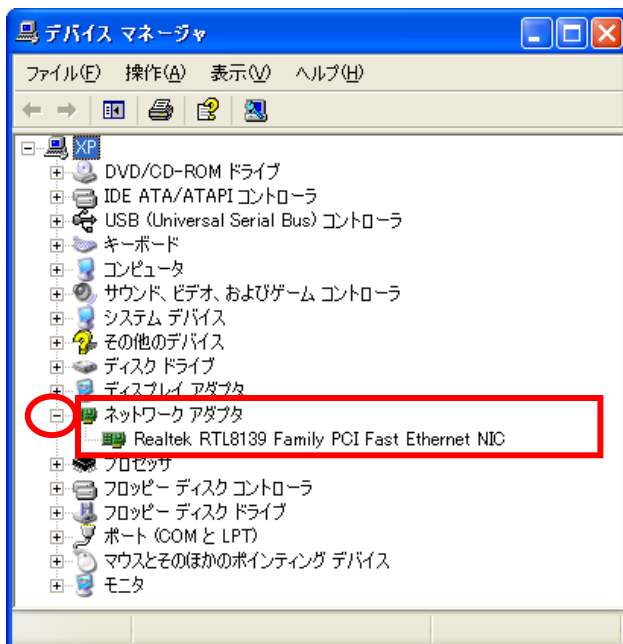 デバイス マネージャ
ファイル(F) 操作(A) 表示(V) ヘルプ(H)
XP
DVD/CD-ROM ドライブ
IDE ATA/ATAPI コントローラ
USB (Universal Serial Bus) コントローラ
キーボード
コンピュータ
サウンド、ビデオ、およびゲーム コントローラ
システム デバイス
その他のデバイス
ディスク ドライブ
ディスプレイ アダプタ
ネットワーク アダプタ
Realtek RTL8139 Family PCI Fast Ethernet NIC
プロセッサ
フロッピー ディスク コントローラ
フロッピー ディスク ドライブ
ポート (COM と LPT)
マウスとそのほかのポインティング デバイス
モニタ